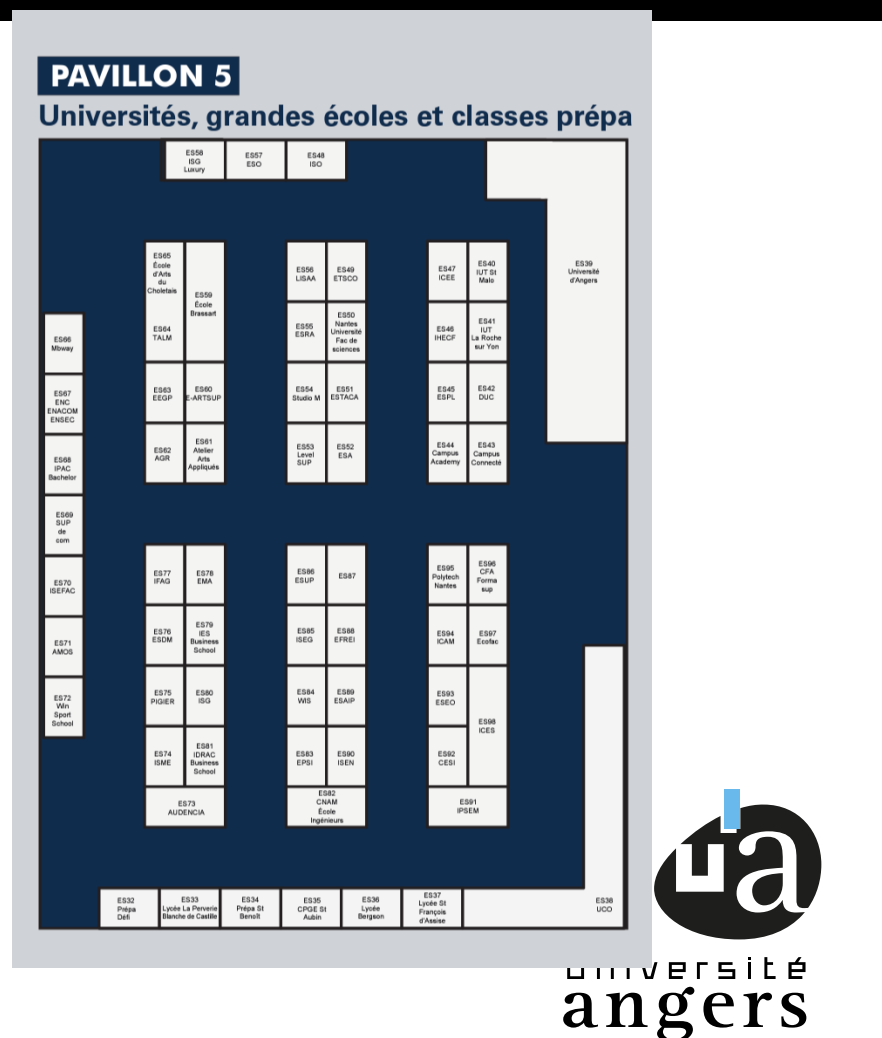 PAVILLON 5
Universités, grandes écoles et classes prépa
ES58
ISG
Luxury
ES57
ESO
ES48
ISO
ES39
Université
d'Angers
ES65
École
d'Arts
du
Choletais
ES64
TALM
ES59
École
Brassart
ES63
EEGP
ES60
E-ARTSUP
ES62
AGR
ES61
Atelier
Arts
Appliqués
ES56
LISAA
ES49
ETSCO
ES55
ESRA
ES50
Nantes
Université
Fac de
sciences
ES54
Studio M
ES51
ESTACA
ES53
Level
SUP
ES52
ESA
ES47
ICEE
ES40
IUT St
Malo
ES46
IHECF
ES41
IUT
La Roche
sur Yon
ES45
ESPL
ES42
DUC
ES44
Campus
Academy
ES43
Campus
Connecté
ES66
Mbway
ES67
ENC
ENACOM
ENSEC
ES68
IPAC
Bachelor
ES69
SUP
de
com
ES70
ISEFAC
ES71
AMOS
ES72
Win
Sport
School
ES77
IFAG
ES78
EMA
ES76
ESDM
ES79
IES
Business
School
ES75
PIGIER
ES80
ISG
ES74
ISME
ES81
IDRAC
Business
School
ES73
AUDENCIA
ES86
ESUP
ES87
ES85
ISEG
ES88
EFREI
ES84
WIS
ES89
ESAIP
ES83
EPSI
ES90
ISEN
ES82
CNAM
École
Ingénieurs
ES95
Polytech
Nantes
ES96
CFA
Forma
sup
ES94
ICAM
ES97
Ecofac
ES93
ESEO
ES98
ICES
ES92
CESI
ES91
IPSEM
ES32
Prépa
Défi
ES33
Lycée La Perverie
Blanche de Castille
ES34
Prépa St
Benoît
ES35
CPGE St
Aubin
ES36
Lycée
Bergson
ES37
Lycée St
François
d'Assise
ES38
UCO
ua
université
angers